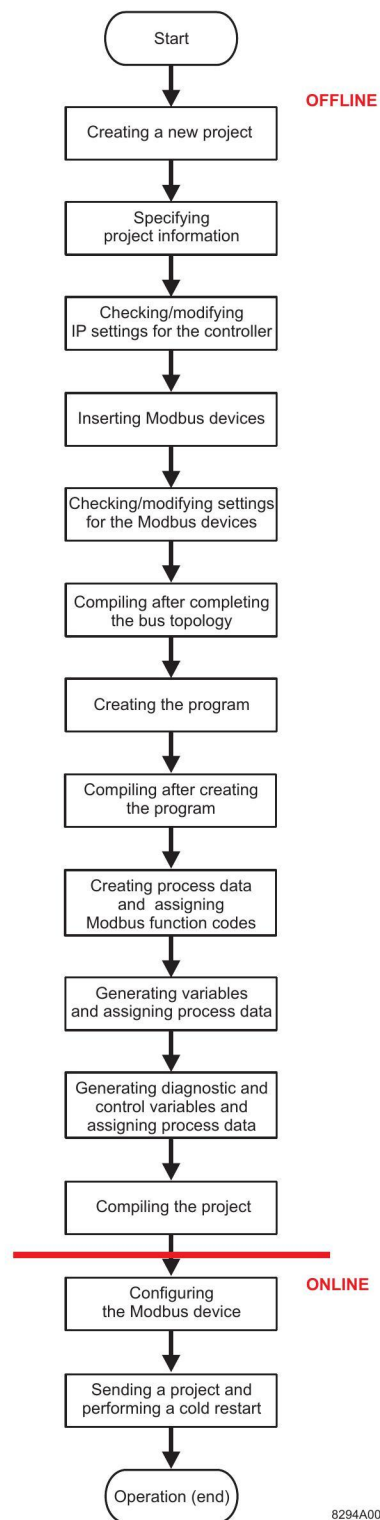 Start
OFFLINE
Creating a new project
Specifying
project information
Checking/modifying
IP settings for the controller
Inserting Modbus devices
Checking/modifying settings
for the Modbus devices
Compiling after completing
the bus topology
Creating the program
Compiling after creating
the program
Creating process data
and assigning
Modbus function codes
Generating variables
and assigning process data
Generating diagnostic and
control variables and
assigning process data
Compiling the project
ONLINE
Configuring
the Modbus device
Sending a project and
performing a cold restart
Operation (end)
8294A00